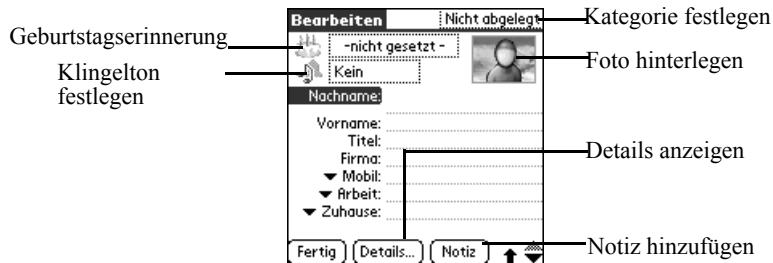 Bearbeiten Nicht abgelegt Kategorie festlegen
Geburtstagserinnerung -nicht gesetzt -
Foto hinterlegen
Klingelton
festlegen
Kein
Nachname:
Vorname:
Titel:
Firma:
Details anzeigen
Mobil:
Arbeit:
Zuhause:
Fertig Details... Notiz Notiz hinzufügen